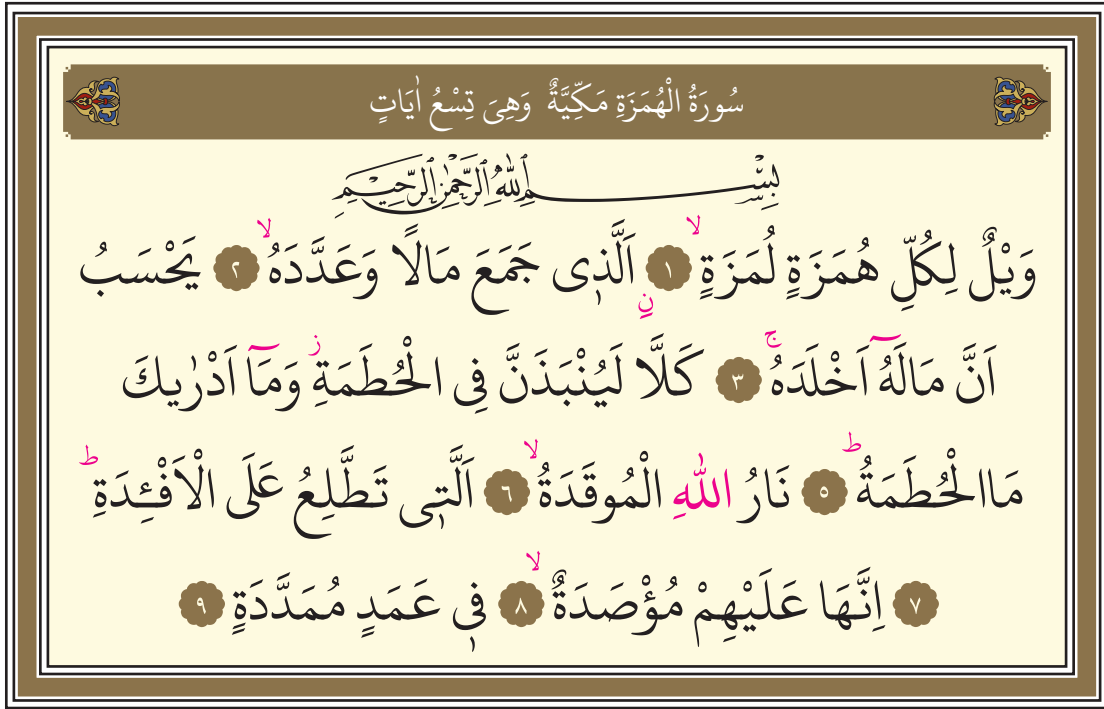 سُورَةُ الْهُمَزَةِ مَكِّيَّةٌ وَهِىَ تِسْعُ اٰيَاتٍ
بِسْمِ اللّٰهِ الرَّحْمٰنِ الرَّحِيمِ
وَيْلٌ لِكُلِّ هُمَزَةٍ لُمَزَةٍۙ ﴿١﴾ اَلَّذ۪ى جَمَعَ مَالًا وَعَدَّدَهُۙ ﴿٢﴾ يَحْسَبُ
اَنَّ مَالَهُٓ اَخْلَدَهُۚ ﴿٣﴾ كَلَّا لَيُنْبَذَنَّ فِى الْحُطَمَةِۘ وَمَٓا اَدْرٰيكَ
مَاالْحُطَمَةُۜ ﴿٥﴾ نَارُ اللّٰهِ الْمُوقَدَةُۙ ﴿٦﴾ اَلَّت۪ى تَطَّلِعُ عَلَى الْاَفْـِٔدَةِۜ
﴿٧﴾ اِنَّهَا عَلَيْهِمْ مُؤْصَدَةٌۙ ﴿٨﴾ ف۪ى عَمَدٍ مُمَدَّدَةٍ ﴿٩﴾